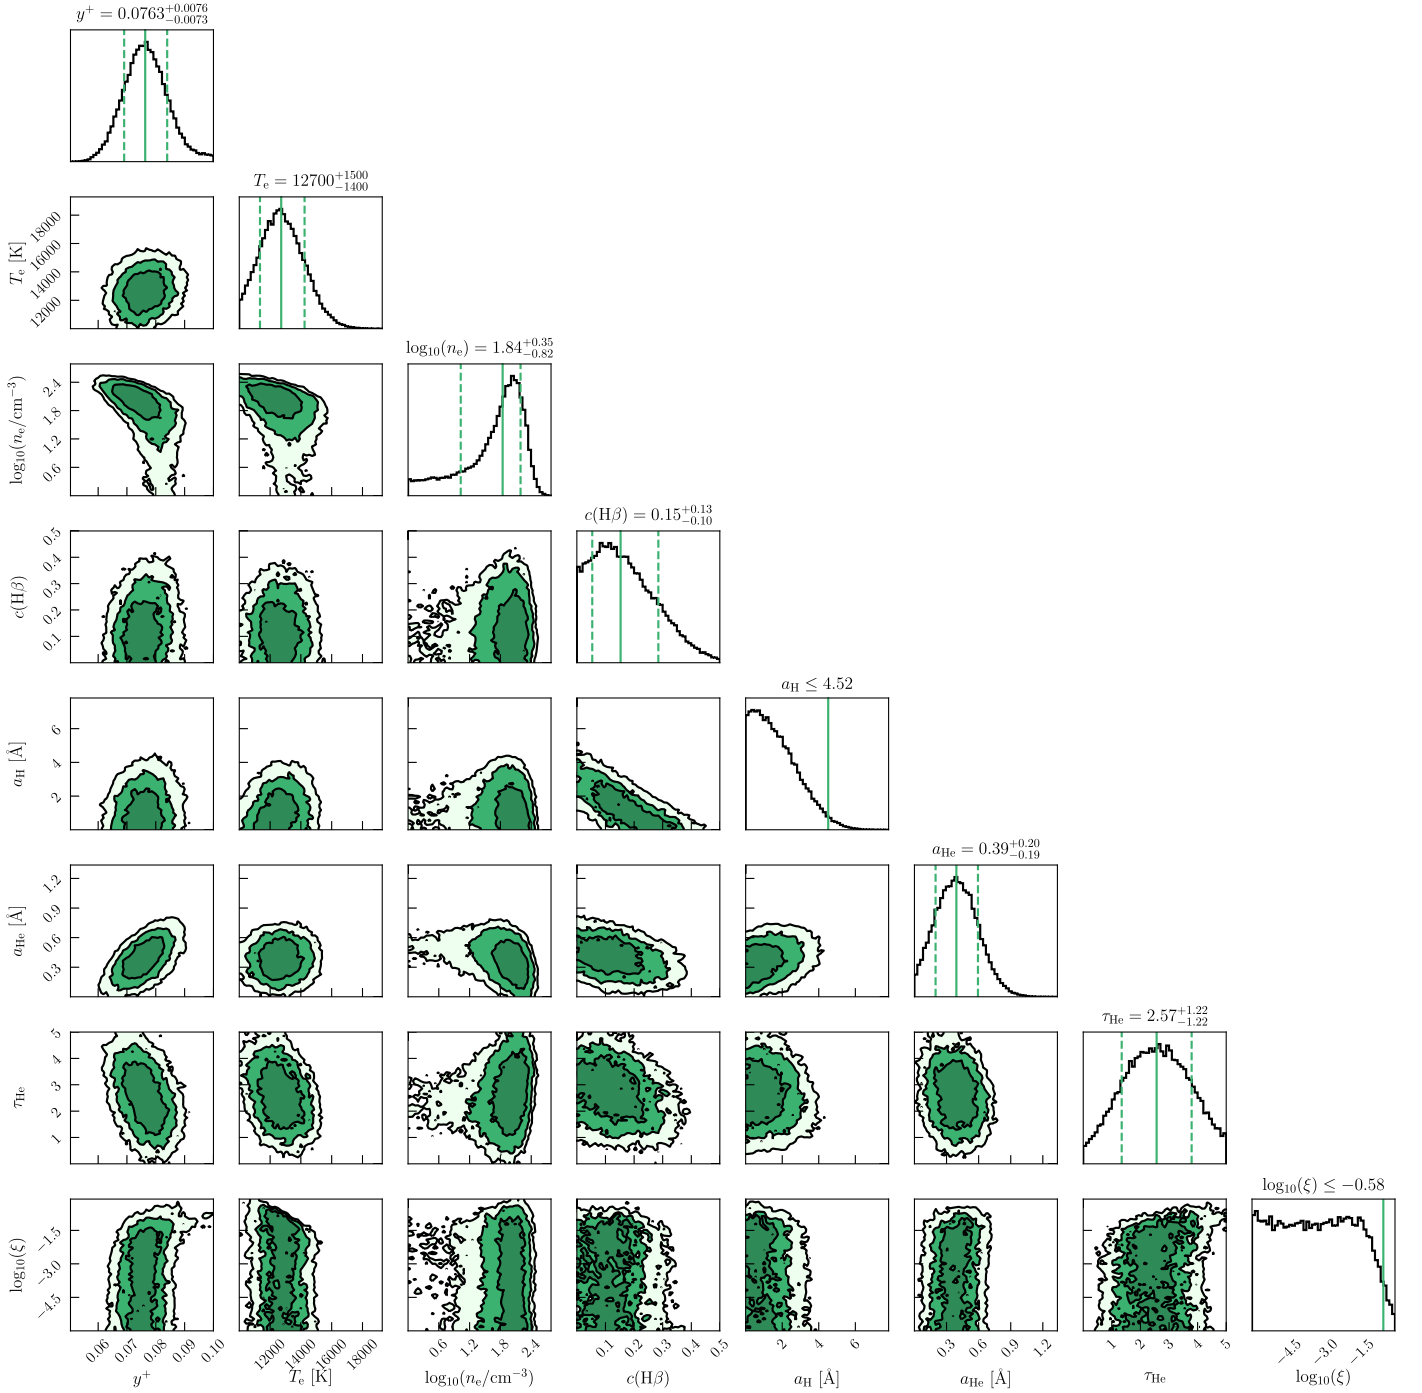 y⁺ = 0.0763 +0.0076 −0.0073
Tₑ = 12700 +1500 −1400
Tₑ [K]
18000
16000
14000
12000
log₁₀(nₑ) = 1.84 +0.35 −0.82
log₁₀(nₑ/cm⁻³)
2.4
1.8
1.2
0.6
c(Hβ) = 0.15 +0.13 −0.10
c(Hβ)
0.5
0.4
0.3
0.2
0.1
a_H ≤ 4.52
a_H [Å]
6
4
2
a_He = 0.39 +0.20 −0.19
a_He [Å]
1.2
0.9
0.6
0.3
τ_He = 2.57 +1.22 −1.22
τ_He
5
4
3
2
1
log₁₀(ξ) ≤ −0.58
log₁₀(ξ)
−1.5
−3.0
−4.5
0.06 0.07 0.08 0.09 0.10
12000 14000 16000 18000
0.6 1.2 1.8 2.4
0.1 0.2 0.3 0.4 0.5
2 4 6
0.3 0.6 0.9 1.2
1 2 3 4 5
−4.5 −3.0 −1.5
y⁺
Tₑ [K]
log₁₀(nₑ/cm⁻³)
c(Hβ)
a_H [Å]
a_He [Å]
τ_He
log₁₀(ξ)